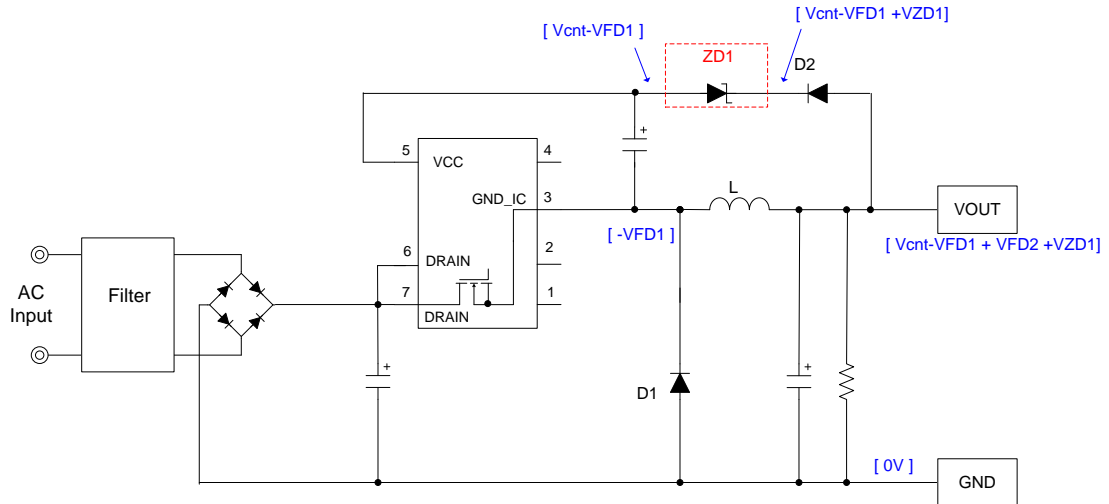 [ Vcnt-VFD1 +VZD1]
[ Vcnt-VFD1 ]
ZD1
D2
+
5
VCC
4
GND_IC
3
L
VOUT
[ -VFD1 ]
[ Vcnt-VFD1 + VFD2 +VZD1]
6
DRAIN
2
7
DRAIN
1
AC
Input
Filter
+
D1
+
[ 0V ]
GND